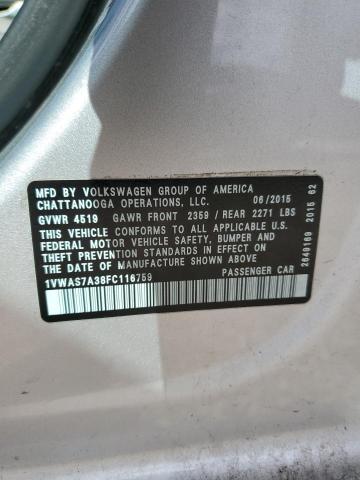 MFD BY VOLKSWAGEN GROUP OF AMERICA
CHATTANOOGA OPERATIONS, LLC. 06/2015
GVWR 4519 GAWR FRONT 2359 / REAR 2271 LBS
THIS VEHICLE CONFORMS TO ALL APPLICABLE U.S.
FEDERAL MOTOR VEHICLE SAFETY, BUMPER AND
THEFT PREVENTION STANDARDS IN EFFECT ON
THE DATE OF MANUFACTURE SHOWN ABOVE
1VWAS7A38FC116759 PASSENGER CAR
2649169 2015 62